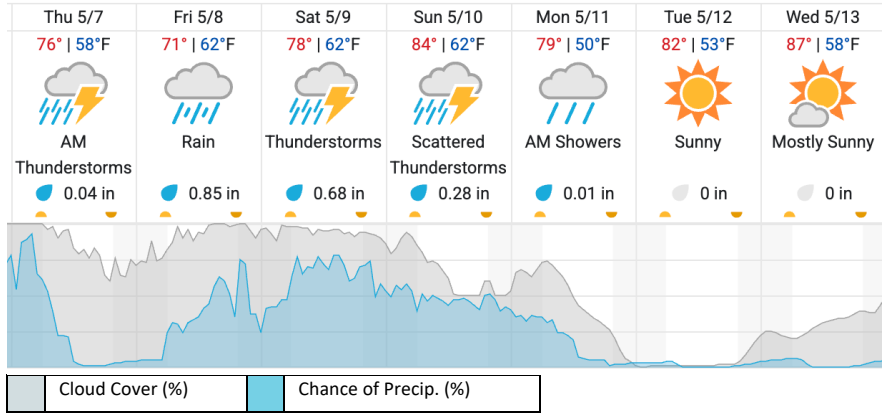 Thu 5/7 Fri 5/8 Sat 5/9 Sun 5/10 Mon 5/11 Tue 5/12 Wed 5/13
76° | 58°F 71° | 62°F 78° | 62°F 84° | 62°F 79° | 50°F 82° | 53°F 87° | 58°F
AM Rain Thunderstorms Scattered AM Showers Sunny Mostly Sunny
Thunderstorms Thunderstorms
0.04 in 0.85 in 0.68 in 0.28 in 0.01 in 0 in 0 in
Cloud Cover (%) Chance of Precip. (%)